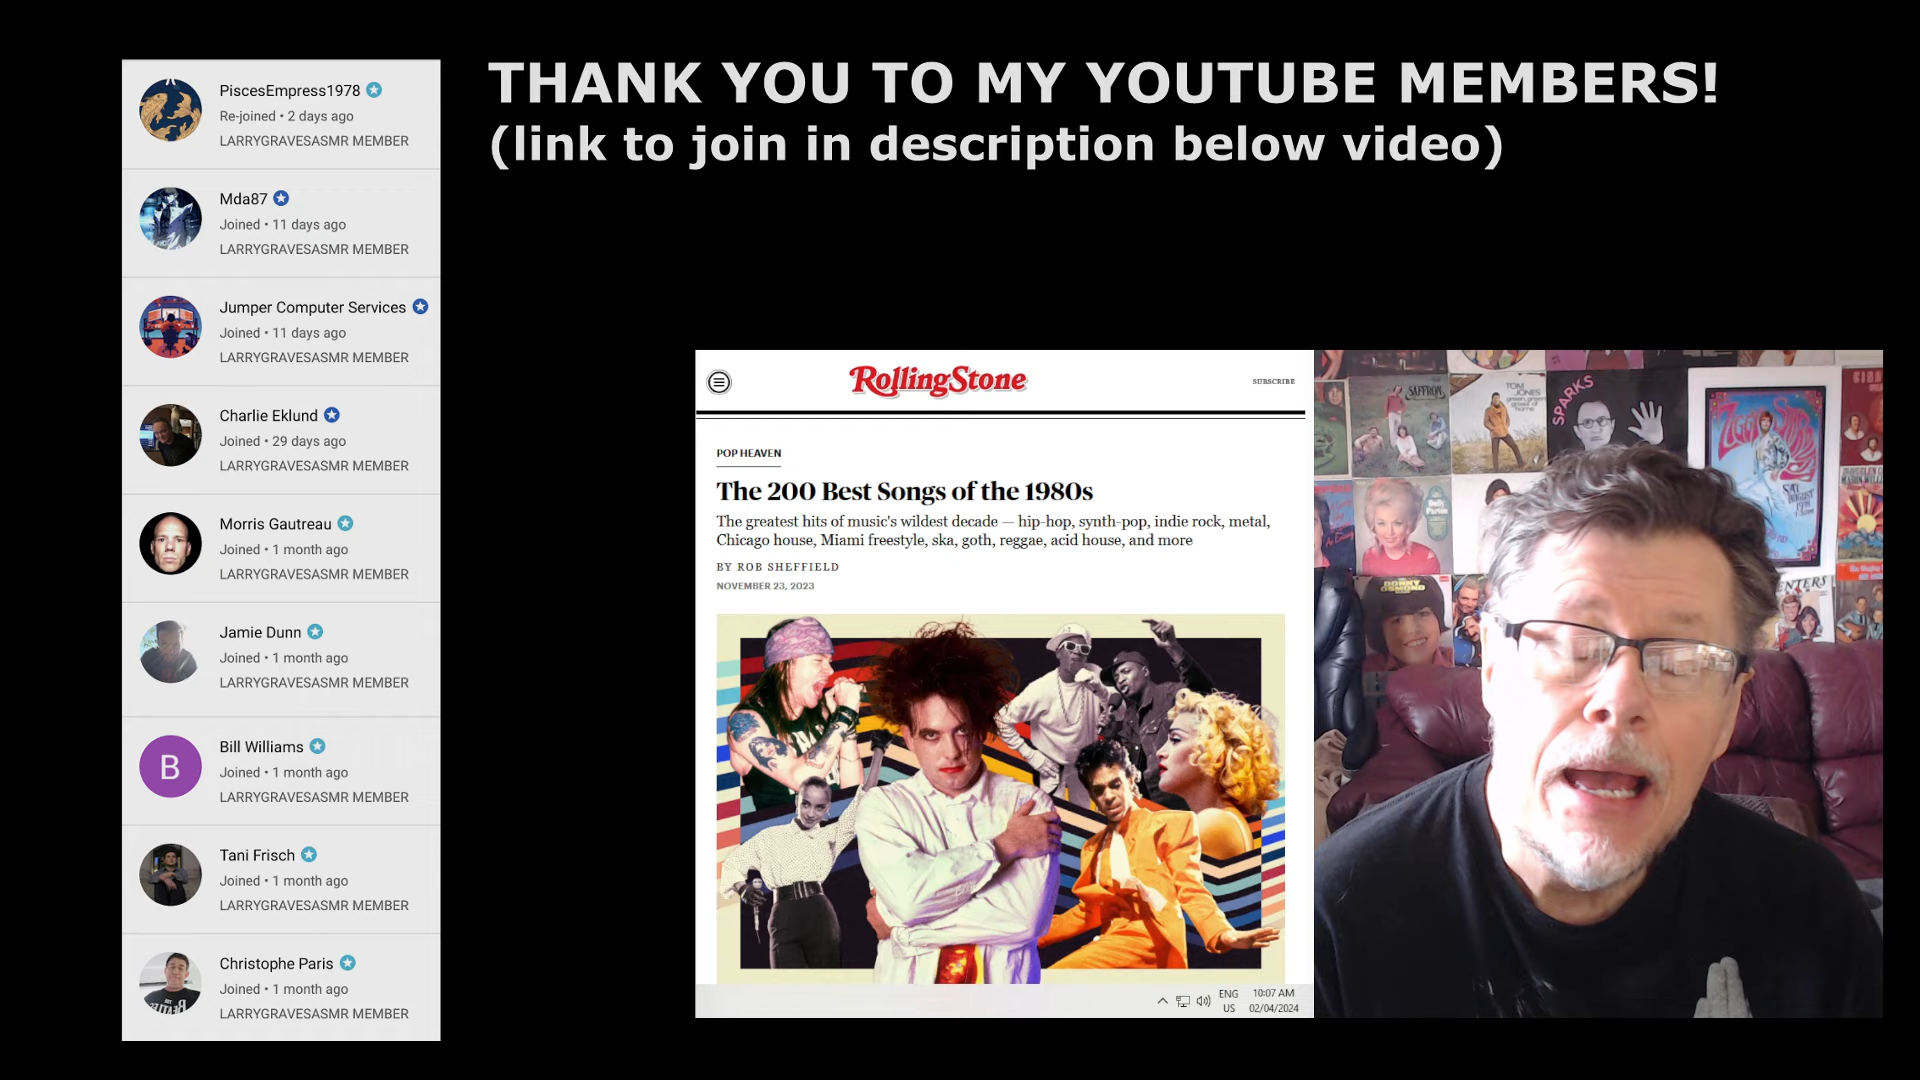 THANK YOU TO MY YOUTUBE MEMBERS!
(link to join in description below video)
PiscesEmpress1978
Re-joined • 2 days ago
LARRYGRAVESASMR MEMBER
Mda87
Joined • 11 days ago
LARRYGRAVESASMR MEMBER
Jumper Computer Services
Joined • 11 days ago
LARRYGRAVESASMR MEMBER
Charlie Eklund
Joined • 29 days ago
LARRYGRAVESASMR MEMBER
Morris Gautreau
Joined • 1 month ago
LARRYGRAVESASMR MEMBER
Jamie Dunn
Joined • 1 month ago
LARRYGRAVESASMR MEMBER
B
Bill Williams
Joined • 1 month ago
LARRYGRAVESASMR MEMBER
Tani Frisch
Joined • 1 month ago
LARRYGRAVESASMR MEMBER
Christophe Paris
Joined • 1 month ago
LARRYGRAVESASMR MEMBER
RollingStone
SUBSCRIBE
POP HEAVEN
The 200 Best Songs of the 1980s
The greatest hits of music's wildest decade — hip-hop, synth-pop, indie rock, metal,
Chicago house, Miami freestyle, ska, goth, reggae, acid house, and more
BY ROB SHEFFIELD
NOVEMBER 23, 2023
ENG
US
10:07 AM
02/04/2024
SAFFRON
TOM
JONES
SPARKS
Dolly
Parton
DONNY
OSMOND